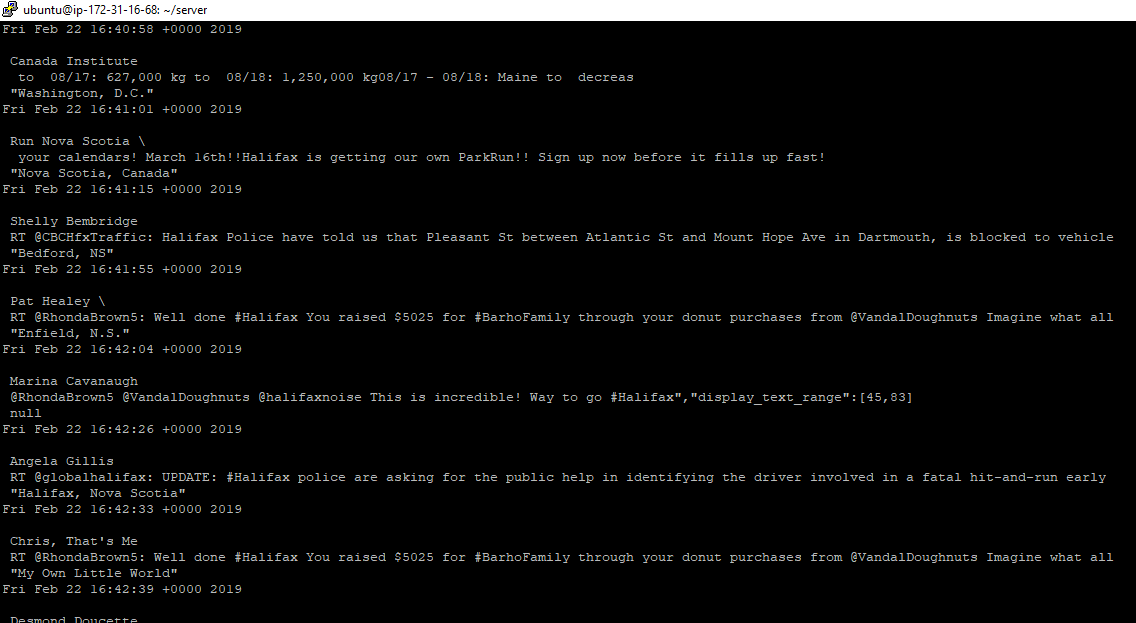 ubuntu@ip-172-31-16-68: ~/server
Fri Feb 22 16:40:58 +0000 2019
Canada Institute
to  08/17: 627,000 kg to  08/18: 1,250,000 kg08/17 - 08/18: Maine to  decreas
"Washington, D.C."
Fri Feb 22 16:41:01 +0000 2019
Run Nova Scotia \
your calendars! March 16th!!Halifax is getting our own ParkRun!! Sign up now before it fills up fast!
"Nova Scotia, Canada"
Fri Feb 22 16:41:15 +0000 2019
Shelly Bembridge
RT @CBCHfxTraffic: Halifax Police have told us that Pleasant St between Atlantic St and Mount Hope Ave in Dartmouth, is blocked to vehicle
"Bedford, NS"
Fri Feb 22 16:41:55 +0000 2019
Pat Healey \
RT @RhondaBrown5: Well done #Halifax You raised $5025 for #BarhoFamily through your donut purchases from @VandalDoughnuts Imagine what all
"Enfield, N.S."
Fri Feb 22 16:42:04 +0000 2019
Marina Cavanaugh
@RhondaBrown5 @VandalDoughnuts @halifaxnoise This is incredible! Way to go #Halifax","display_text_range":[45,83]
null
Fri Feb 22 16:42:26 +0000 2019
Angela Gillis
RT @globalhalifax: UPDATE: #Halifax police are asking for the public help in identifying the driver involved in a fatal hit-and-run early
"Halifax, Nova Scotia"
Fri Feb 22 16:42:33 +0000 2019
Chris, That's Me
RT @RhondaBrown5: Well done #Halifax You raised $5025 for #BarhoFamily through your donut purchases from @VandalDoughnuts Imagine what all
"My Own Little World"
Fri Feb 22 16:42:39 +0000 2019
Desmond Doucette